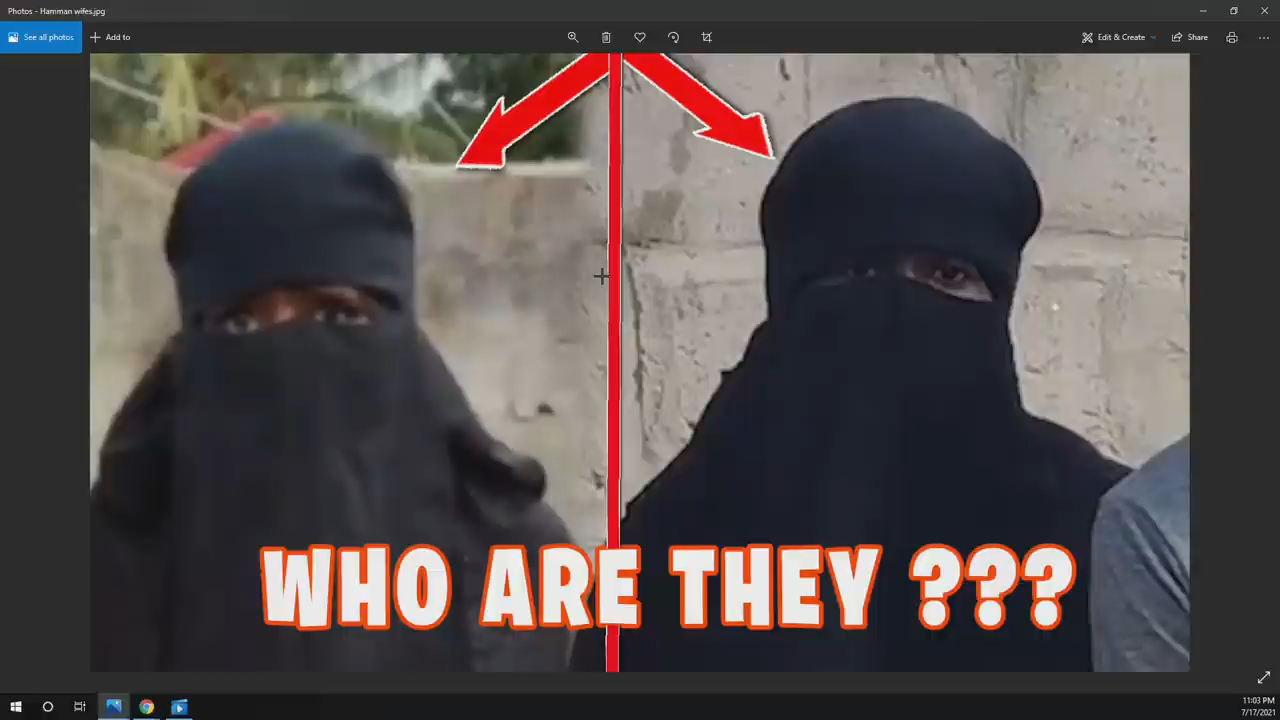 Photos - Hamman wifes.jpg
See all photos
Add to
Edit & Create
Share
WHO ARE THEY ???
11:03 PM
7/17/2021